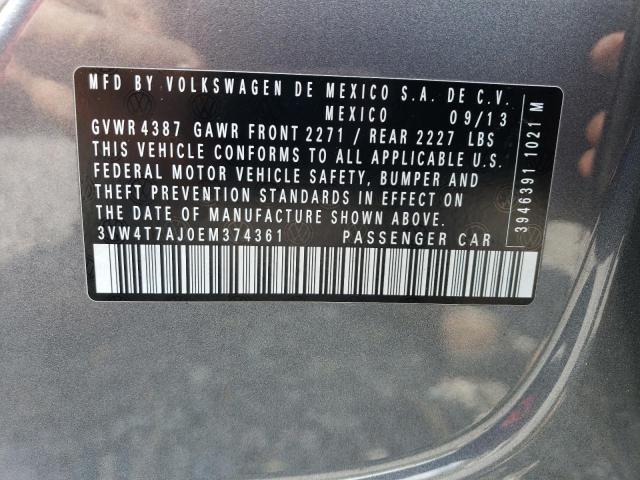 MFD BY VOLKSWAGEN DE MEXICO S.A. DE C.V.
MEXICO 09/13
GVWR 4387 GAWR FRONT 2271 / REAR 2227 LBS
THIS VEHICLE CONFORMS TO ALL APPLICABLE U.S.
FEDERAL MOTOR VEHICLE SAFETY, BUMPER AND
THEFT PREVENTION STANDARDS IN EFFECT ON
THE DATE OF MANUFACTURE SHOWN ABOVE.
3VW4T7AJ0EM374361 PASSENGER CAR
3946391 1021 M